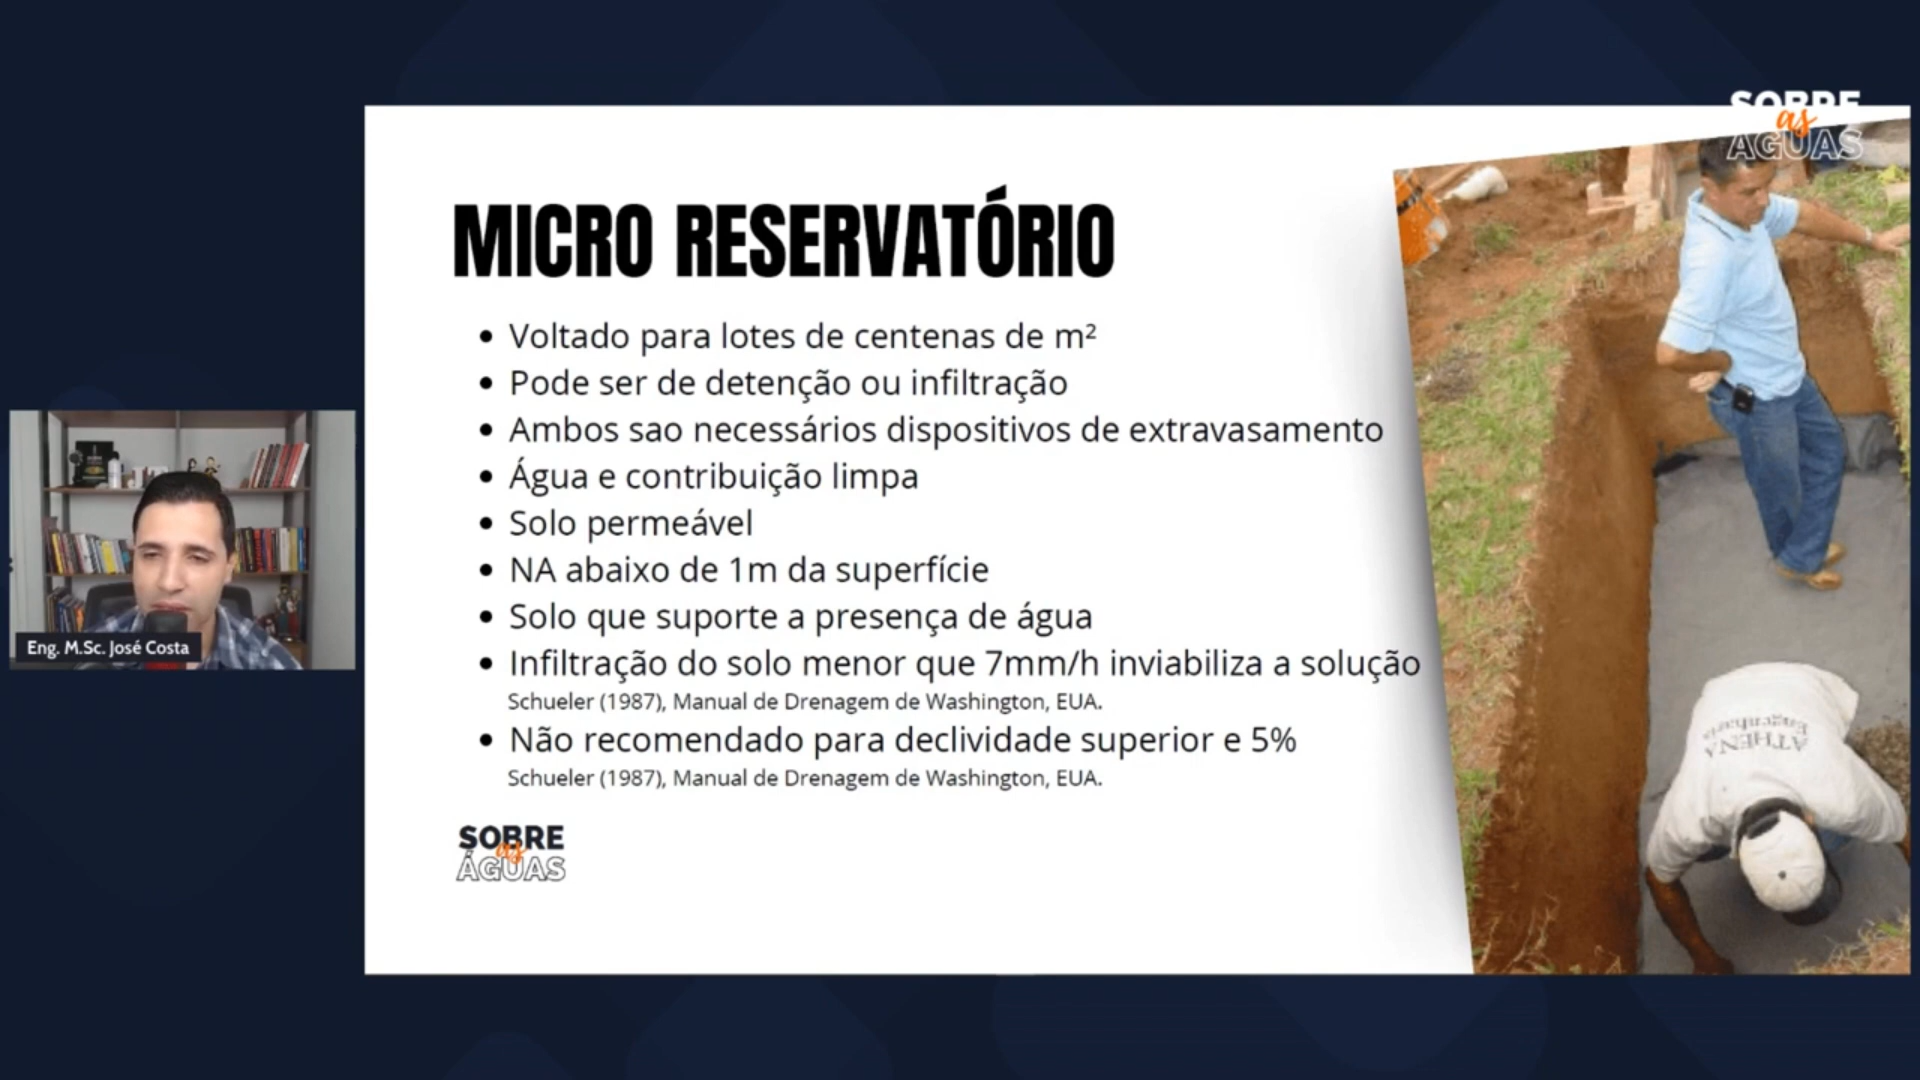 SOBRE
as
ÁGUAS
MICRO RESERVATÓRIO
• Voltado para lotes de centenas de m²
• Pode ser de detenção ou infiltração
• Ambos sao necessários dispositivos de extravasamento
• Água e contribuição limpa
• Solo permeável
• NA abaixo de 1m da superfície
• Solo que suporte a presença de água
• Infiltração do solo menor que 7mm/h inviabiliza a solução
Schueler (1987), Manual de Drenagem de Washington, EUA.
• Não recomendado para declividade superior e 5%
Schueler (1987), Manual de Drenagem de Washington, EUA.
SOBRE
as
ÁGUAS
Eng. M.Sc. José Costa
ATHENA
Engenharia